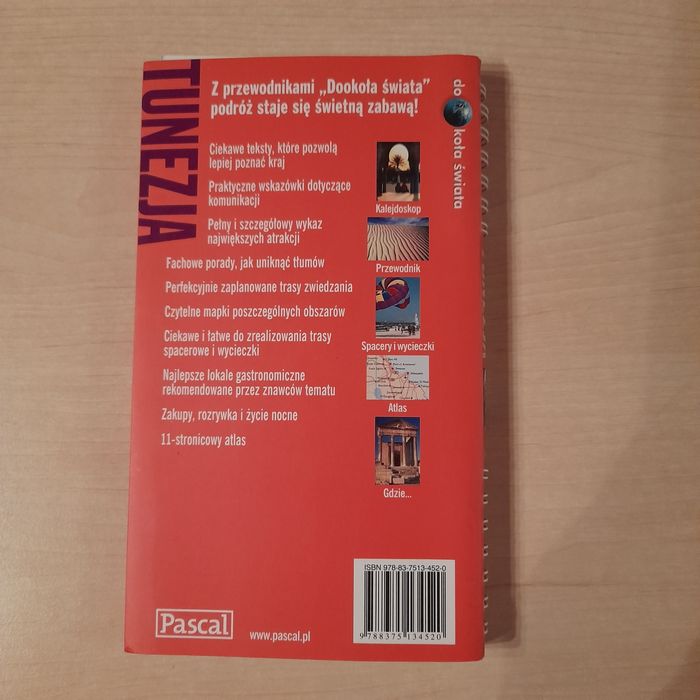 TUNEZJA
Z przewodnikami „Dookoła świata”
podróż staje się świetną zabawą!
dookoła świata
Ciekawe teksty, które pozwolą
lepiej poznać kraj
Praktyczne wskazówki dotyczące
komunikacji
Pełny i szczegółowy wykaz
największych atrakcji
Fachowe porady, jak uniknąć tłumów
Perfekcyjnie zaplanowane trasy zwiedzania
Czytelne mapki poszczególnych obszarów
Ciekawe i łatwe do zrealizowania trasy
spacerowe i wycieczki
Najlepsze lokale gastronomiczne
rekomendowane przez znawców tematu
Zakupy, rozrywka i życie nocne
11-stronicowy atlas
Kalejdoskop
Przewodnik
Spacery i wycieczki
Atlas
Gdzie...
ISBN 978-83-7513-452-0
9 788375 134520
Pascal
www.pascal.pl